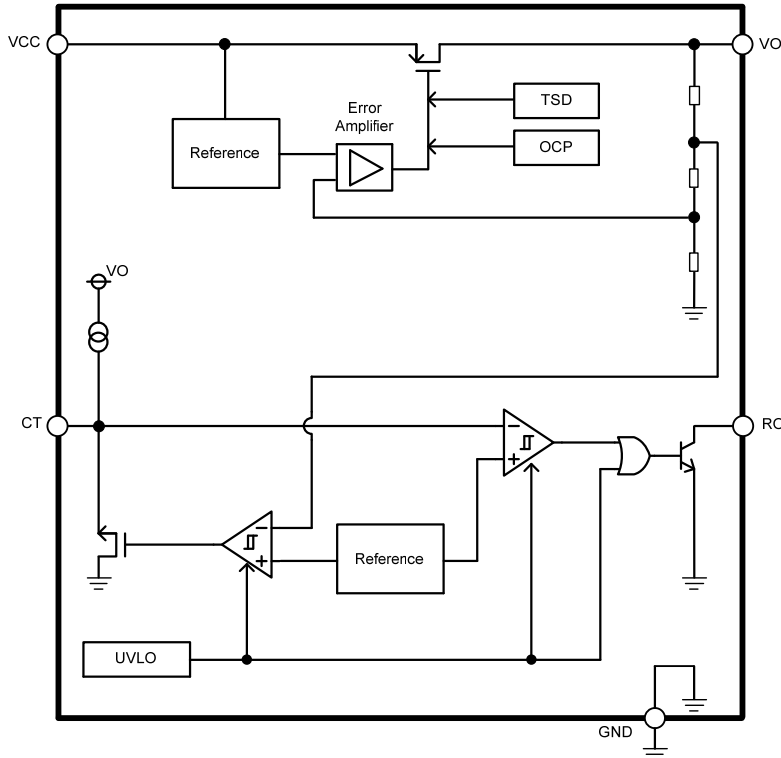 VCC
VO
Error
Amplifier
TSD
Reference
OCP
VO
CT
RO
Reference
UVLO
GND